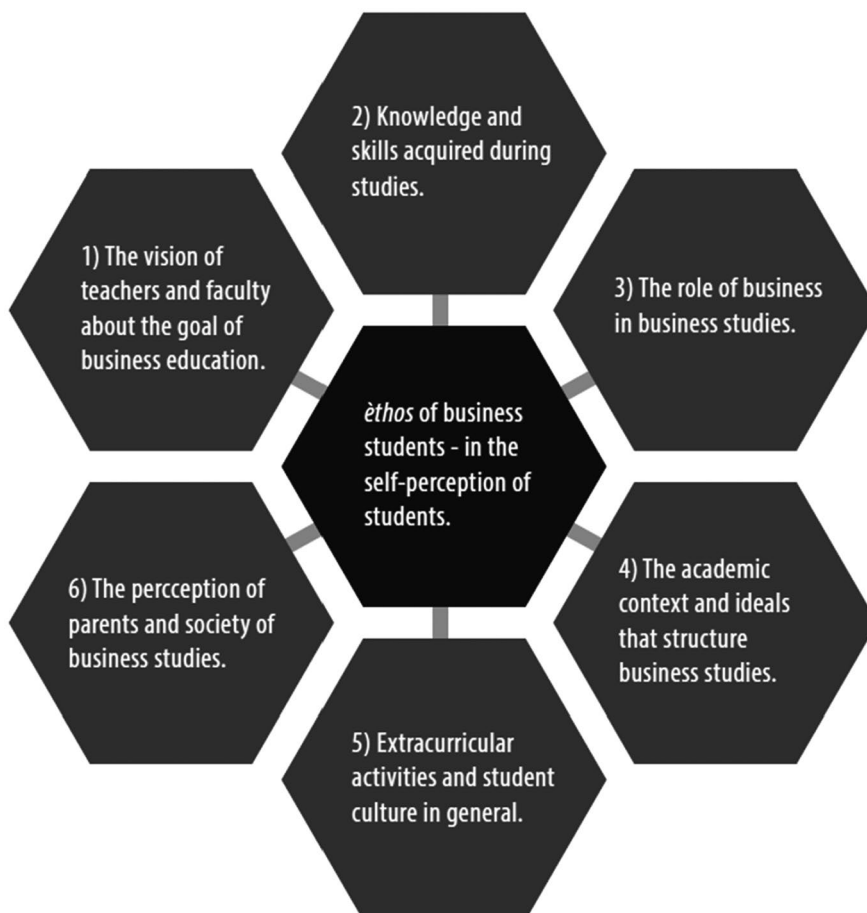 1) The vision of
teachers and faculty
about the goal of
business education.
2) Knowledge and
skills acquired during
studies.
3) The role of business
in business studies.
4) The academic
context and ideals
that structure
business studies.
5) Extracurricular
activities and student
culture in general.
6) The percception of
parents and society of
business studies.
èthos of business
students - in the
self-perception of
students.